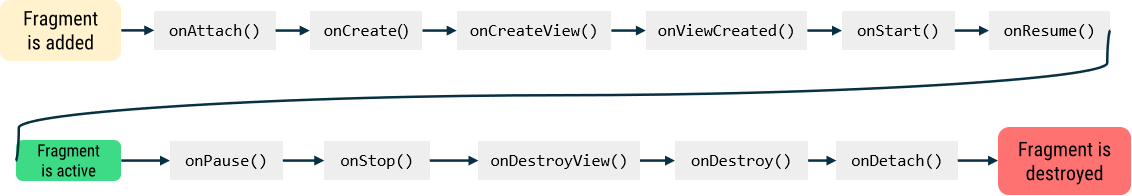 Fragment
is added
onAttach()
onCreate()
onCreateView()
onViewCreated()
onStart()
onResume()
Fragment
is active
onPause()
onStop()
onDestroyView()
onDestroy()
onDetach()
Fragment is
destroyed